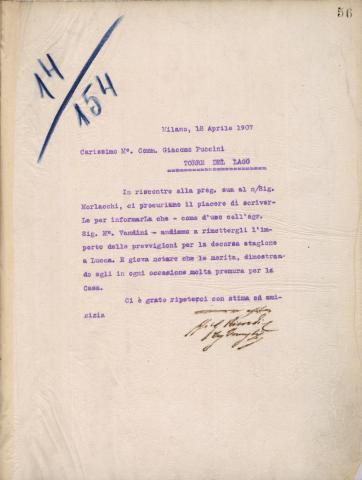 56
14/154
Milano, 18 Aprile 1907
Carissimo M°. Comm. Giacomo Puccini
TORRE DEL LAGO
In riscontro alla preg. sua al n/Sig.
Morlacchi, ci procuriamo il piacere di scriver-
Le per informarLa che - come d'uso coll'egr.
Sig. M°. Vandini - andiamo a rimettergli l'im-
porto delle provvigioni per la decorsa stagione
a Lucca. E giova notare che le merita, dimostran-
do egli in ogni occasione molta premura per la
Casa.
Ci è grato ripeterci con stima ed ami-
cizia